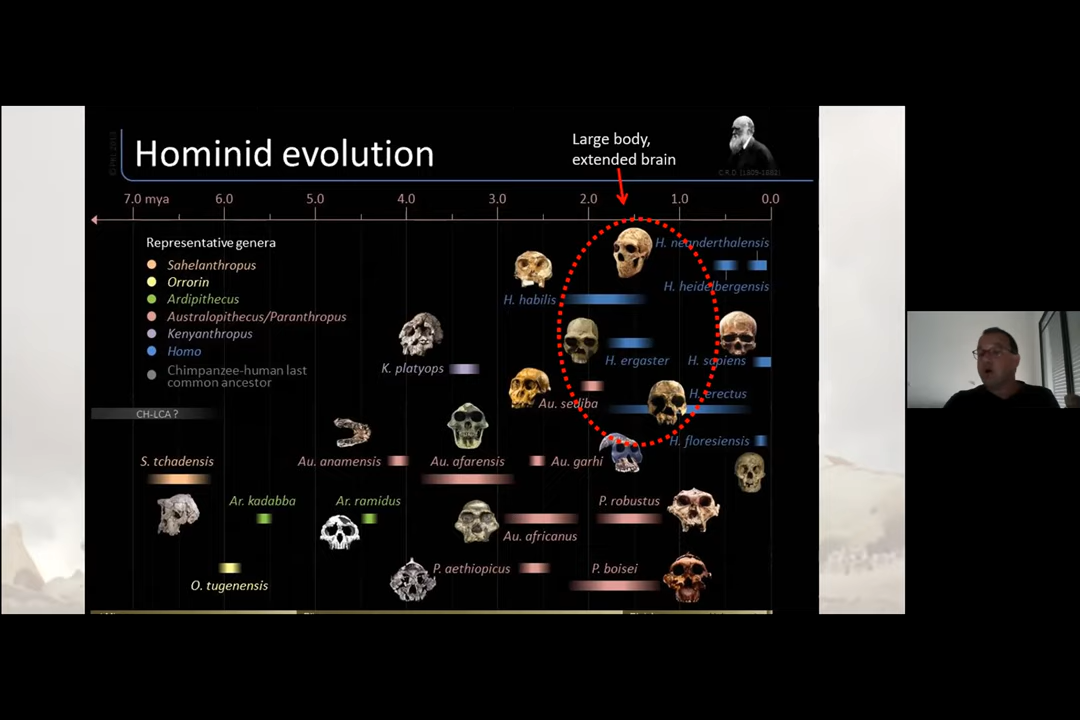 Large body,
extended brain
Hominid evolution
C.R.D. (1809-1882)
7.0 mya 6.0 5.0 4.0 3.0 2.0 1.0 0.0
Representative genera
Sahelanthropus
Orrorin
Ardipithecus
Australopithecus/Paranthropus
Kenyanthropus
Homo
Chimpanzee-human last
common ancestor
H. neanderthalensis
H. heidelbergensis
H. habilis
H. ergaster
H. sapiens
K. platyops
H. erectus
Au. sediba
CH-LCA ?
H. floresiensis
S. tchadensis
Au. anamensis
Au. afarensis
Au. garhi
Ar. kadabba
Ar. ramidus
P. robustus
Au. africanus
P. aethiopicus
P. boisei
O. tugenensis